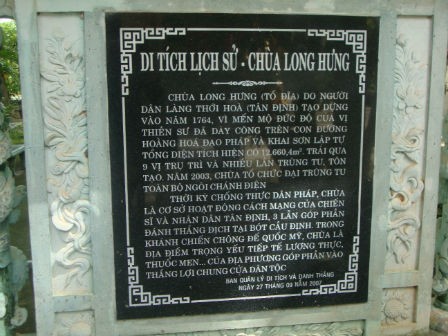 DI TÍCH LỊCH SỬ - CHÙA LONG HƯNG
CHÙA LONG HƯNG (TỔ ĐỈA) DO NGƯỜI
DÂN LÀNG THỚI HOÀ (TÂN ĐỊNH) TẠO DỰNG
VÀO NĂM 1764, VÌ MẾN MỘ ĐỨC ĐỘ CỦA VỊ
THIỀN SƯ ĐÃ DÀY CÔNG TRÊN CON ĐƯỜNG
HOÀNG HOÁ ĐẠO PHÁP VÀ KHAI SƠN LẬP TỰ
TỔNG DIỆN TÍCH HIỆN CÓ 12.660,4m². TRẢI QUA
9 VỊ TRỤ TRÌ VÀ NHIỀU LẦN TRÙNG TU, TÔN
TẠO. NĂM 2003, CHÙA TỔ CHỨC ĐẠI TRÙNG TU
TOÀN BỘ NGÔI CHÁNH ĐIỆN
THỜI KỲ CHỐNG THỰC DÂN PHÁP, CHÙA
LÀ CƠ SỞ HOẠT ĐỘNG CÁCH MẠNG CỦA CHIẾN
SĨ VÀ NHÂN DÂN TÂN ĐỊNH, 3 LẦN GÓP PHẦN
ĐÁNH THẮNG ĐỊCH TẠI BÓT CẦU ĐỊNH. TRONG
KHÁNH CHIẾN CHỐNG ĐẾ QUỐC MỸ, CHÙA LÀ
ĐỊA ĐIỂM TRỌNG YẾU TIẾP TẾ LƯƠNG THỰC,
THUỐC MEN... CỦA ĐỊA PHƯƠNG GÓP PHẦN VÀO
THẮNG LỢI CHUNG CỦA DÂN TỘC
BAN QUẢN LÝ DI TÍCH VÀ DANH THẮNG
NGÀY 27 THÁNG 09 NĂM 2007